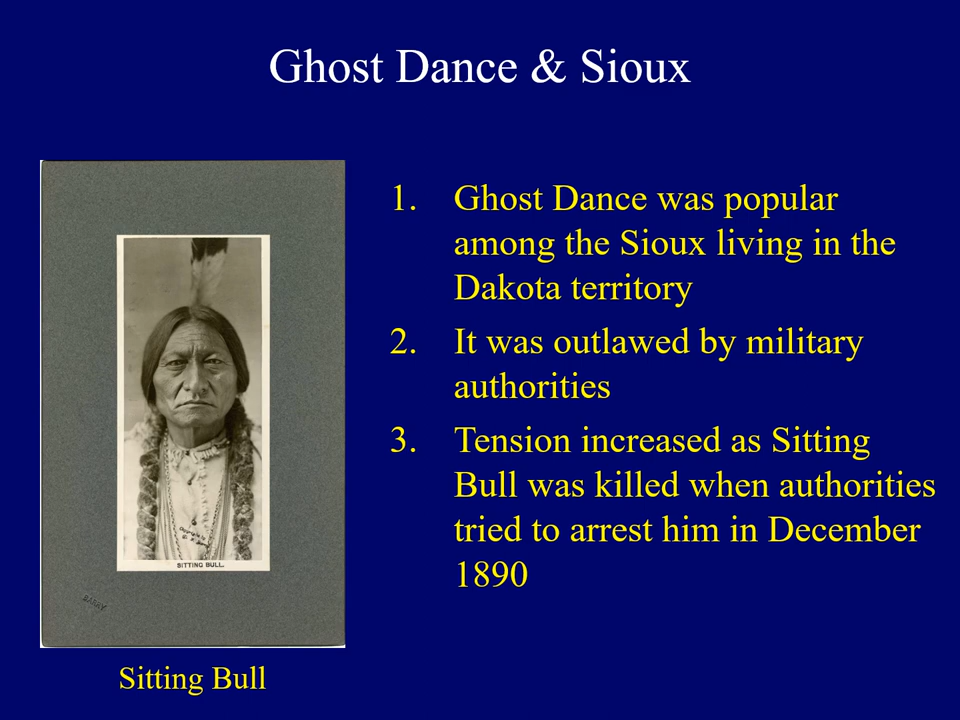 Ghost Dance & Sioux
1. Ghost Dance was popular
among the Sioux living in the
Dakota territory
2. It was outlawed by military
authorities
3. Tension increased as Sitting
Bull was killed when authorities
tried to arrest him in December
1890
SITTING BULL.
BARRY
Sitting Bull